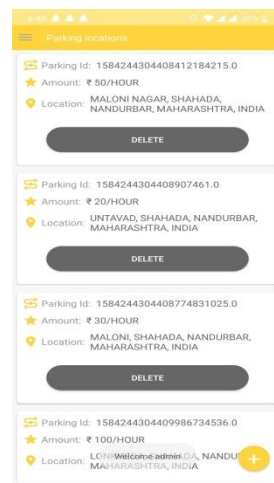 6:40
26%
Parking locations
Parking Id: 1584244304408412184215.0
Amount: ₹ 50/HOUR
Location: MALONI NAGAR, SHAHADA,
NANDURBAR, MAHARASHTRA, INDIA
DELETE
Parking Id: 1584244304408907461.0
Amount: ₹ 20/HOUR
Location: UNTAVAD, SHAHADA, NANDURBAR,
MAHARASHTRA, INDIA
DELETE
Parking Id: 1584244304408774831025.0
Amount: ₹ 30/HOUR
Location: MALONI, SHAHADA, NANDURBAR,
MAHARASHTRA, INDIA
DELETE
Parking Id: 1584244304409986734536.0
Amount: ₹ 100/HOUR
Location:
Welcome admin
MAHARASHTRA, INDIA